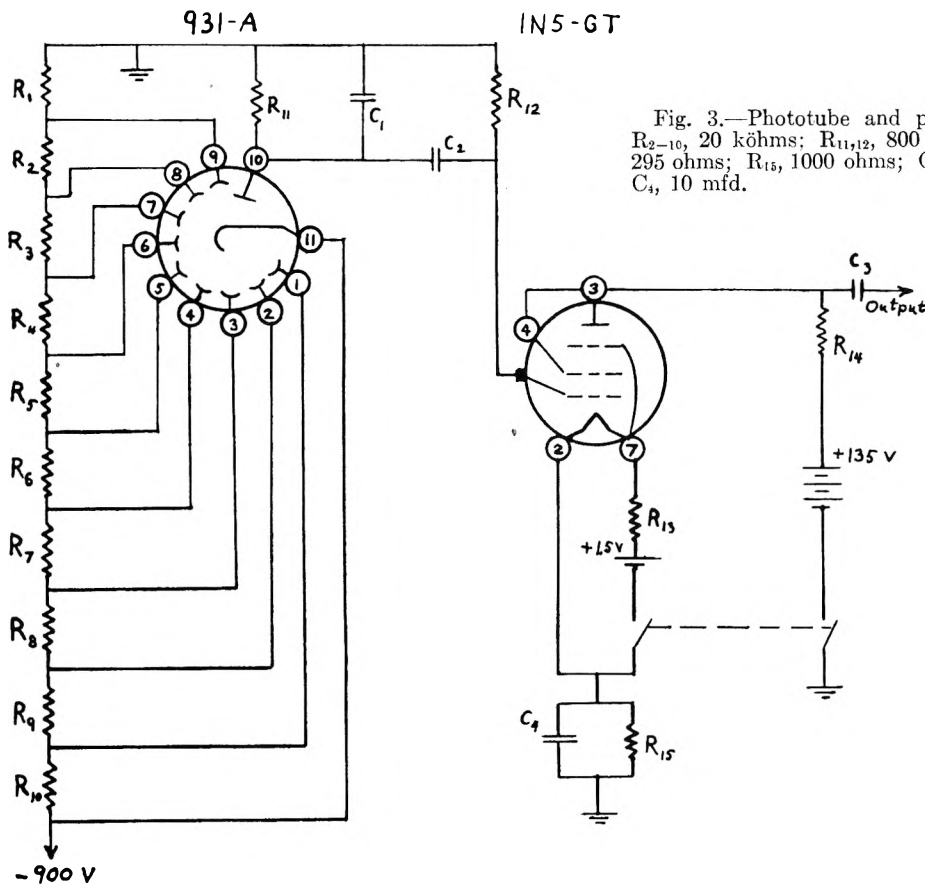 931-A
1N5-GT
Fig. 3.—Phototube and p
R2–10, 20 köhms; R11,12, 800
295 ohms; R15, 1000 ohms; C
C4, 10 mfd.
R1
R2
R3
R4
R5
R6
R7
R8
R9
R10
-900 V
R11
C1
C2
R12
9
10
8
7
6
5
4
3
2
1
11
3
4
2
7
C3
Output
R14
+135 V
R13
+1.5V
C4
R15